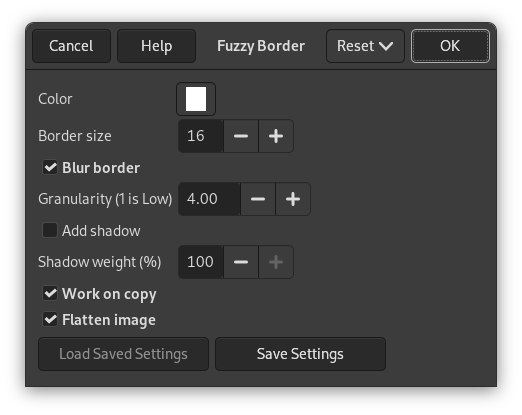 Cancel Help Fuzzy Border Reset OK
Color
Border size 16
Blur border
Granularity (1 is Low) 4.00
Add shadow
Shadow weight (%) 100
Work on copy
Flatten image
Load Saved Settings Save Settings